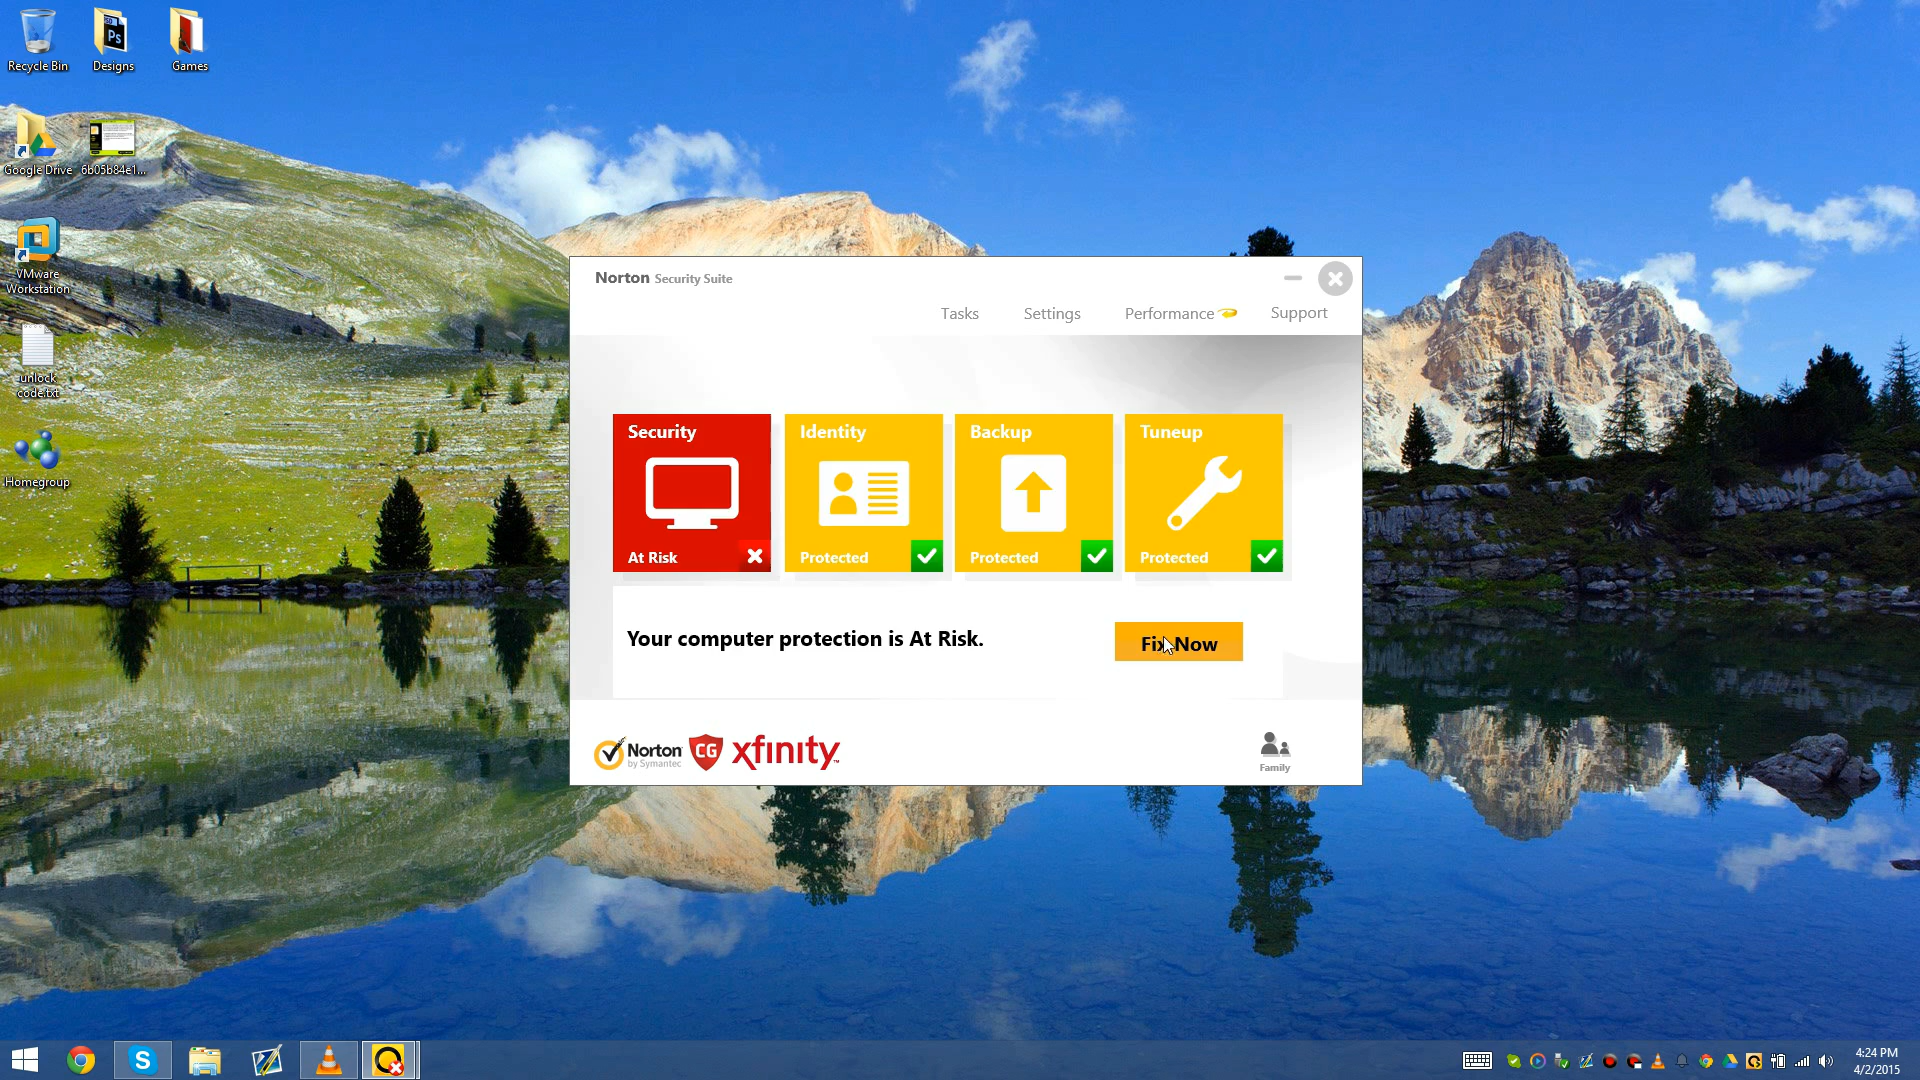 Recycle Bin
Designs
Games
Ps
Google Drive
6b05b84e1...
VMware
Workstation
unlock
code.txt
Homegroup
Norton Security Suite
Tasks
Settings
Performance
Support
Security
At Risk
Identity
Protected
Backup
Protected
Tuneup
Protected
Your computer protection is At Risk.
Fix Now
Norton
by Symantec
CG
xfinity
Family
S
4:24 PM
4/2/2015